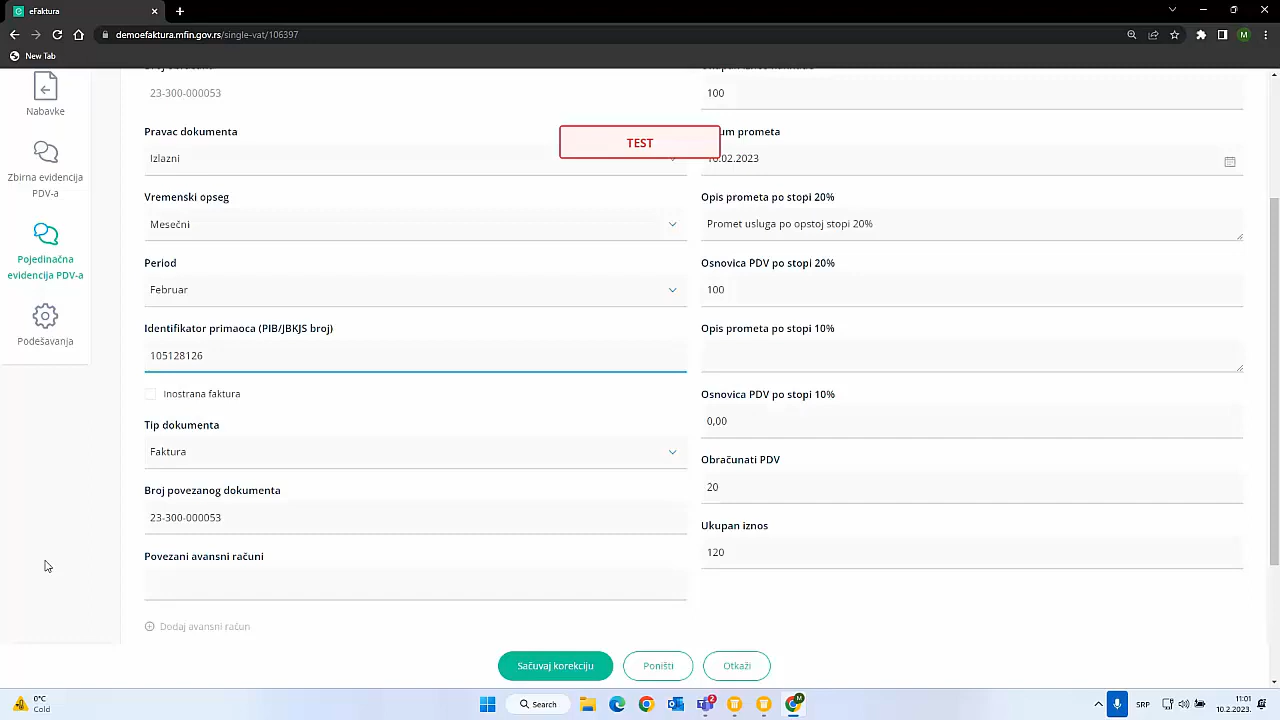 eFaktura
demoefaktura.mfin.gov.rs/single-vat/106397
M
New Tab
Nabavke
Zbirna evidencija
PDV-a
Pojedinačna
evidencija PDV-a
Podešavanja
23-300-000053
Pravac dokumenta
Izlazni
Vremenski opseg
Mesečni
Period
Februar
Identifikator primaoca (PIB/JBKJS broj)
105128126
Inostrana faktura
Tip dokumenta
Faktura
Broj povezanog dokumenta
23-300-000053
Povezani avansni računi
Dodaj avansni račun
TEST
100
prometa
.02.2023
Opis prometa po stopi 20%
Promet usluga po opstoj stopi 20%
Osnovica PDV po stopi 20%
100
Opis prometa po stopi 10%
Osnovica PDV po stopi 10%
0,00
Obračunati PDV
20
Ukupan iznos
120
Sačuvaj korekciju
Poništi
Otkaži
0°C
Cold
Search
2
M
SRP
11:01
10.2.2023.